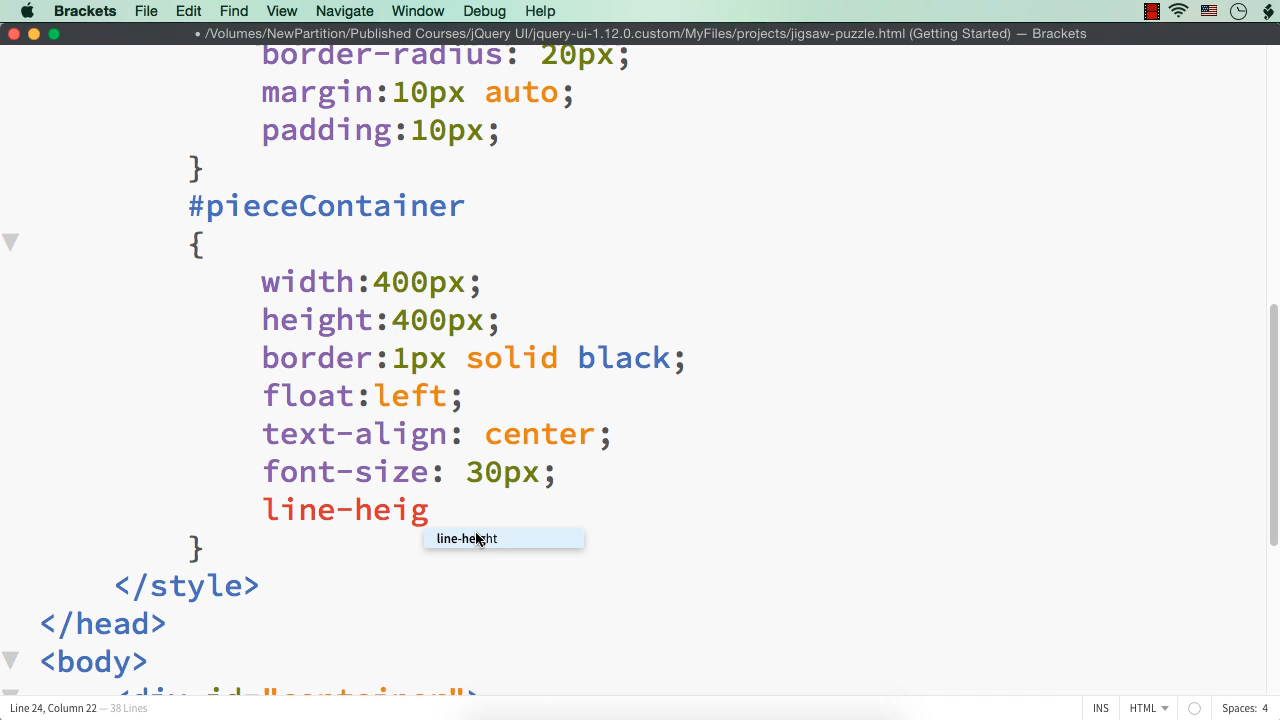 Brackets File Edit Find View Navigate Window Debug Help
• /Volumes/NewPartition/Published Courses/jQuery UI/jquery-ui-1.12.0.custom/MyFiles/projects/jigsaw-puzzle.html (Getting Started) — Brackets
border-radius: 20px;
margin:10px auto;
padding:10px;
}
#pieceContainer
{
width:400px;
height:400px;
border:1px solid black;
float:left;
text-align: center;
font-size: 30px;
line-heig
line-height
}
</style>
</head>
<body>
<div id="container">
Line 24, Column 22 — 38 Lines
INS HTML Spaces: 4